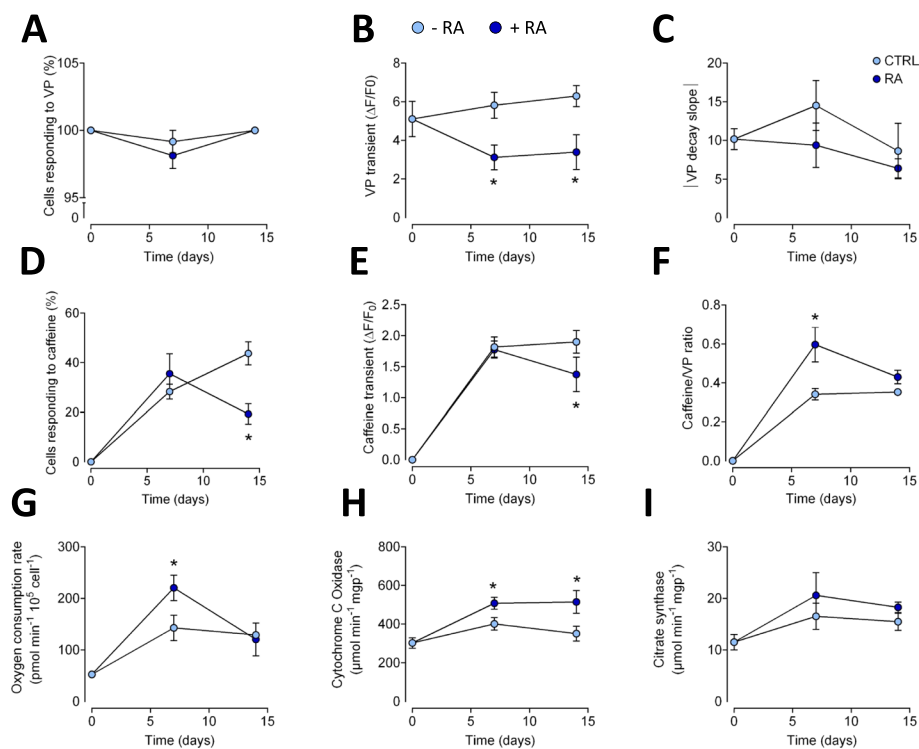 - RA + RA
A
Cells responding to VP (%)
105
100
95
0
0 5 10 15
Time (days)
B
VP transient (ΔF/F0)
8
6
4
2
0
* *
0 5 10 15
Time (days)
C
|VP decay slope|
20
15
10
5
0
CTRL
RA
0 5 10 15
Time (days)
D
Cells responding to caffeine (%)
60
40
20
0
*
0 5 10 15
Time (days)
E
Caffeine transient (ΔF/F₀)
2.5
2.0
1.5
1.0
0.5
0.0
*
0 5 10 15
Time (days)
F
Caffeine/VP ratio
0.8
0.6
0.4
0.2
0.0
*
0 5 10 15
Time (days)
G
Oxygen consumption rate
(pmol min⁻¹ 10⁵ cell⁻¹)
300
200
100
0
*
0 5 10 15
Time (days)
H
Cytochrome C Oxidase
(μmol min⁻¹ mgp⁻¹)
800
600
400
200
0
* *
0 5 10 15
Time (days)
I
Citrate synthase
(μmol min⁻¹ mgp⁻¹)
30
20
10
0
0 5 10 15
Time (days)